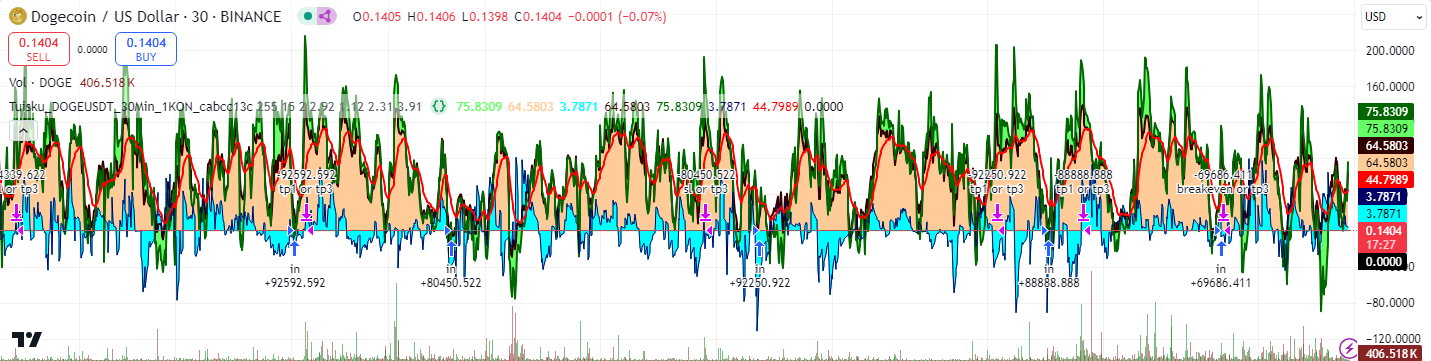 Dogecoin / US Dollar · 30 · BINANCE O0.1405 H0.1406 L0.1398 C0.1404 −0.0001 (−0.07%)
USD
0.1404
SELL
0.0000
0.1404
BUY
Vol · DOGE 406.518K
Tuisku_DOGEUSDT_30Min_1KON_cabcc13c 255 15 2 2.92 1.12 2.31 3.91 75.8309 64.5803 3.7871 64.5803 75.8309 3.7871 44.7989 0.0000
200.0000
160.0000
75.8309
75.8309
64.5803
64.5803
44.7989
3.7871
3.7871
0.1404
17:27
0.0000
-80.0000
-120.0000
406.518K
-92592.592
tp1 or tp3
-80450.522
sl or tp3
-92250.922
tp1 or tp3
-88888.888
tp1 or tp3
-69686.411
breakeven or tp3
in
+92592.592
in
+80450.522
in
+92250.922
in
+88888.888
in
+69686.411